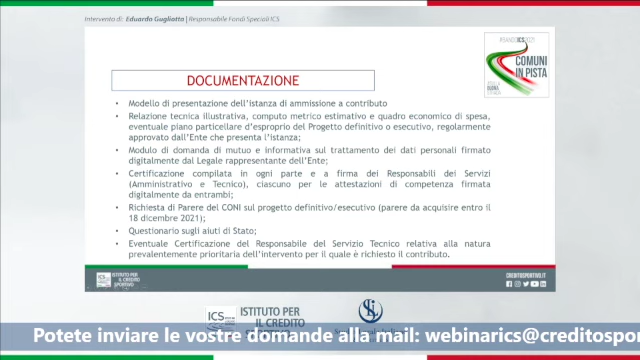 Intervento di: Eduardo Gugliotta | Responsabile Fondi Speciali ICS
COMUNI
IN PISTA
BUONA
DOCUMENTAZIONE
• Modello di presentazione dell'istanza di ammissione a contributo
• Relazione tecnica illustrativa, computo metrico estimativo e quadro economico di spesa,
eventuale piano particellare d'esproprio del Progetto definitivo o esecutivo, regolarmente
approvato dall'Ente che presenta l'istanza;
• Modulo di domanda di mutuo e informativa sul trattamento dei dati personali firmato
digitalmente dal Legale rappresentante dell'Ente;
• Certificazione compilata in ogni parte e a firma dei Responsabili dei Servizi
(Amministrativo e Tecnico), ciascuno per le attestazioni di competenza firmata
digitalmente da entrambi;
• Richiesta di Parere del CONI sul progetto definitivo/esecutivo (parere da acquisire entro il
18 dicembre 2021);
• Questionario sugli aiuti di Stato;
• Eventuale Certificazione del Responsabile del Servizio Tecnico relativa alla natura
prevalentemente prioritaria dell'intervento per il quale è richiesto il contributo.
ICS
ISTITUTO PER
IL CREDITO
SPORTIVO
CREDITOSPORTIVO.IT
ICS
ISTITUTO PER
IL CREDITO
Potete inviare le vostre domande alla mail: webinarics@creditospo